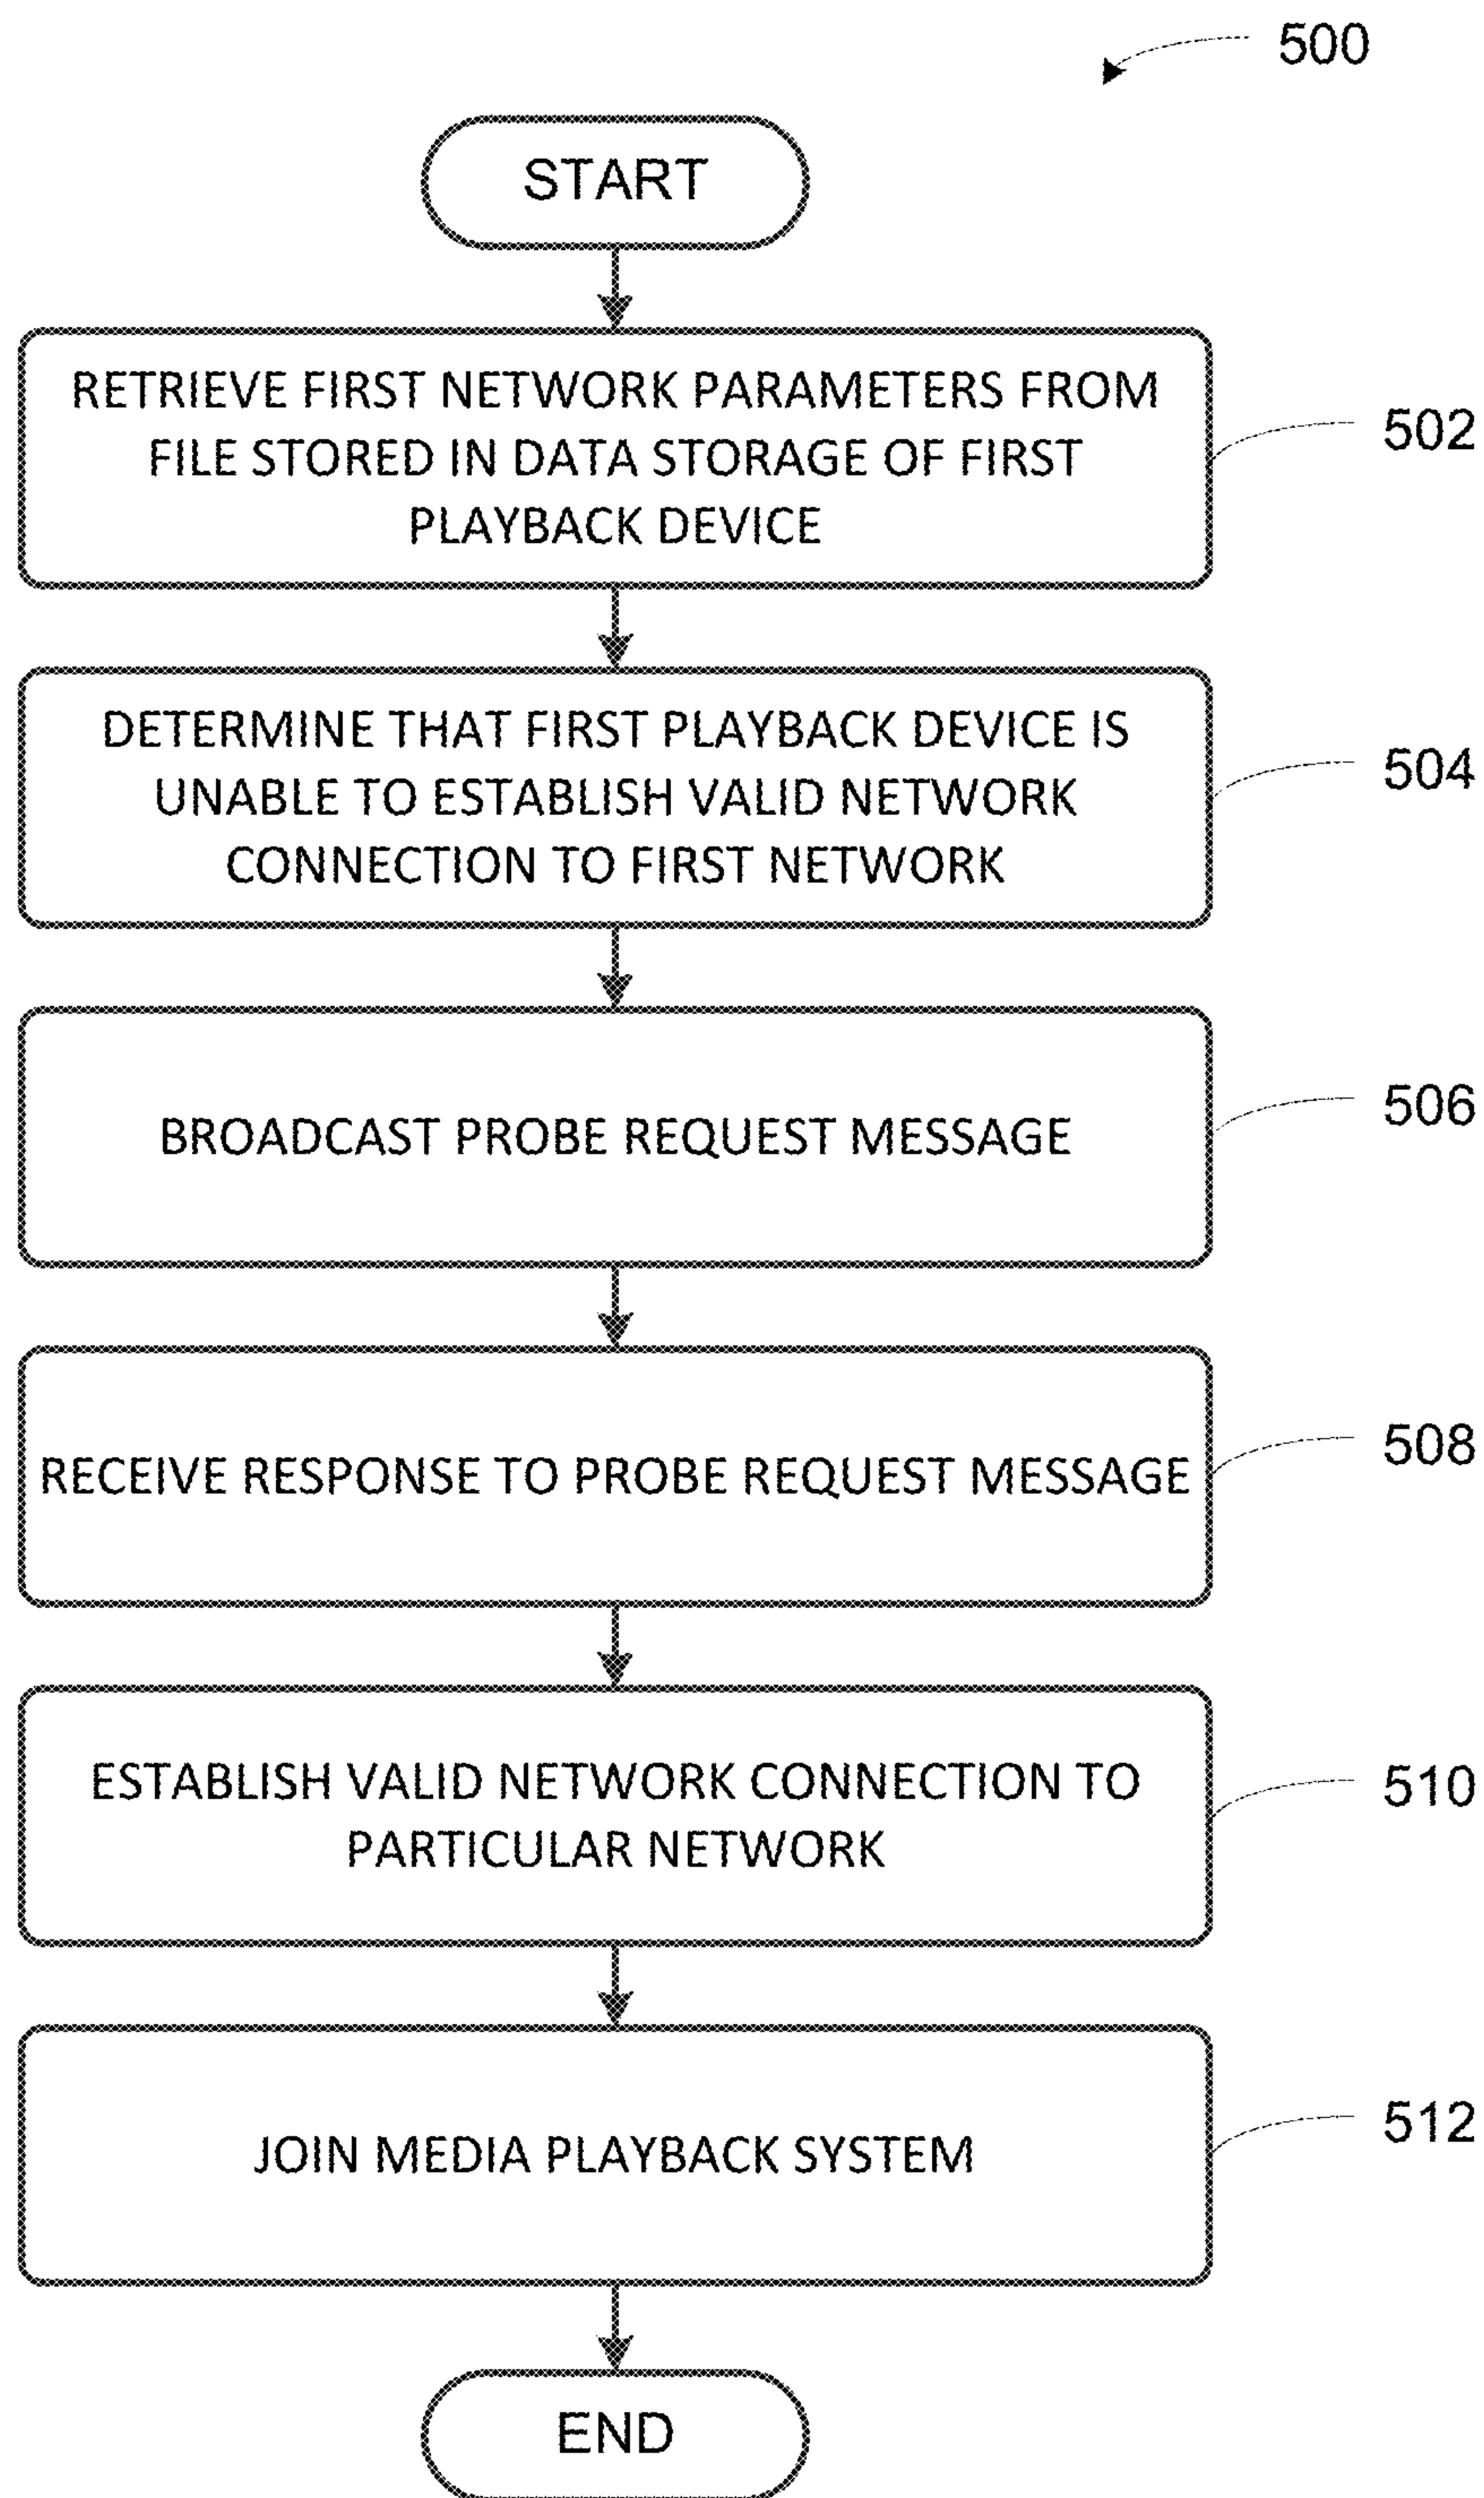 500
START
RETRIEVE FIRST NETWORK PARAMETERS FROM
FILE STORED IN DATA STORAGE OF FIRST
PLAYBACK DEVICE
502
DETERMINE THAT FIRST PLAYBACK DEVICE IS
UNABLE TO ESTABLISH VALID NETWORK
CONNECTION TO FIRST NETWORK
504
BROADCAST PROBE REQUEST MESSAGE
506
RECEIVE RESPONSE TO PROBE REQUEST MESSAGE
508
ESTABLISH VALID NETWORK CONNECTION TO
PARTICULAR NETWORK
510
JOIN MEDIA PLAYBACK SYSTEM
512
END